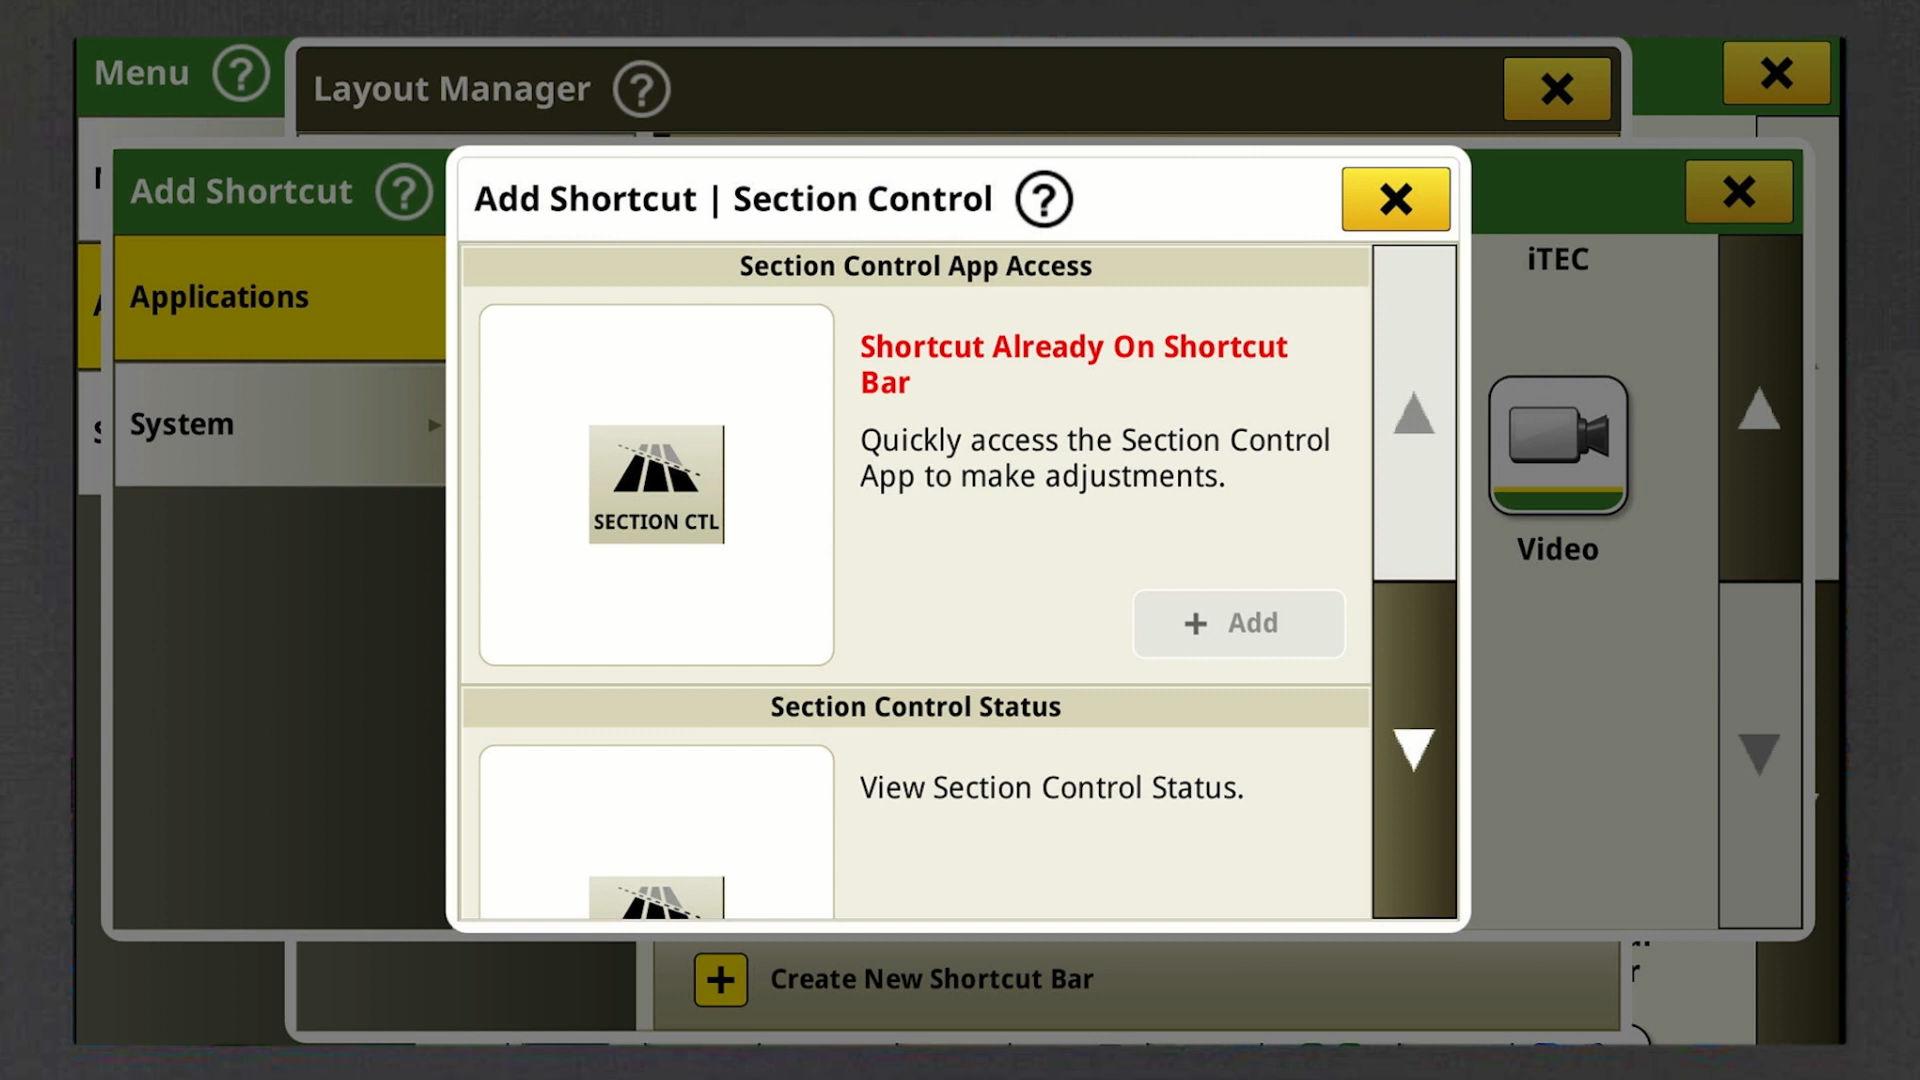 Menu ?
Layout Manager ?
Add Shortcut ?
Add Shortcut | Section Control ?
Applications
System
Section Control App Access
Shortcut Already On Shortcut
Bar
Quickly access the Section Control
App to make adjustments.
SECTION CTL
+ Add
Section Control Status
View Section Control Status.
iTEC
Video
+ Create New Shortcut Bar